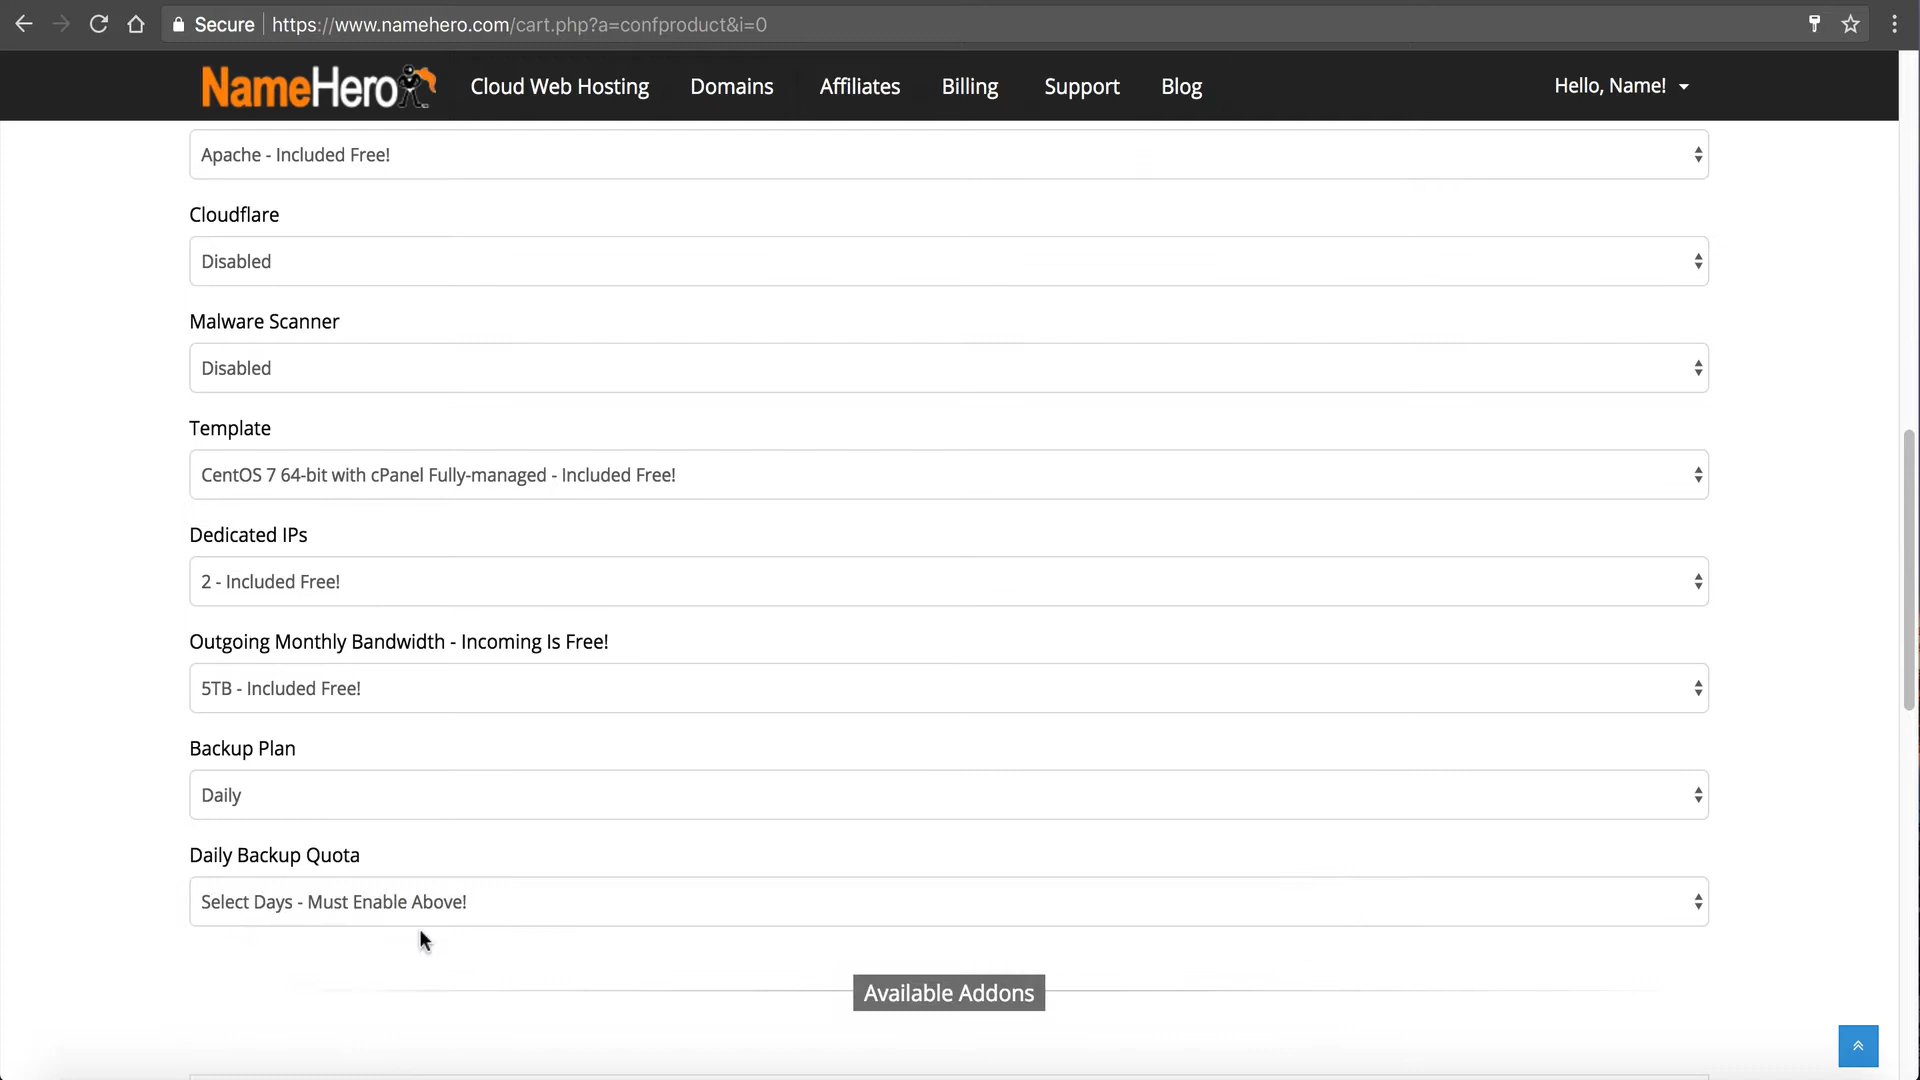 Secure https://www.namehero.com/cart.php?a=confproduct&i=0
NameHero Cloud Web Hosting Domains Affiliates Billing Support Blog Hello, Name!
Apache - Included Free!
Cloudflare
Disabled
Malware Scanner
Disabled
Template
CentOS 7 64-bit with cPanel Fully-managed - Included Free!
Dedicated IPs
2 - Included Free!
Outgoing Monthly Bandwidth - Incoming Is Free!
5TB - Included Free!
Backup Plan
Daily
Daily Backup Quota
Select Days - Must Enable Above!
Available Addons